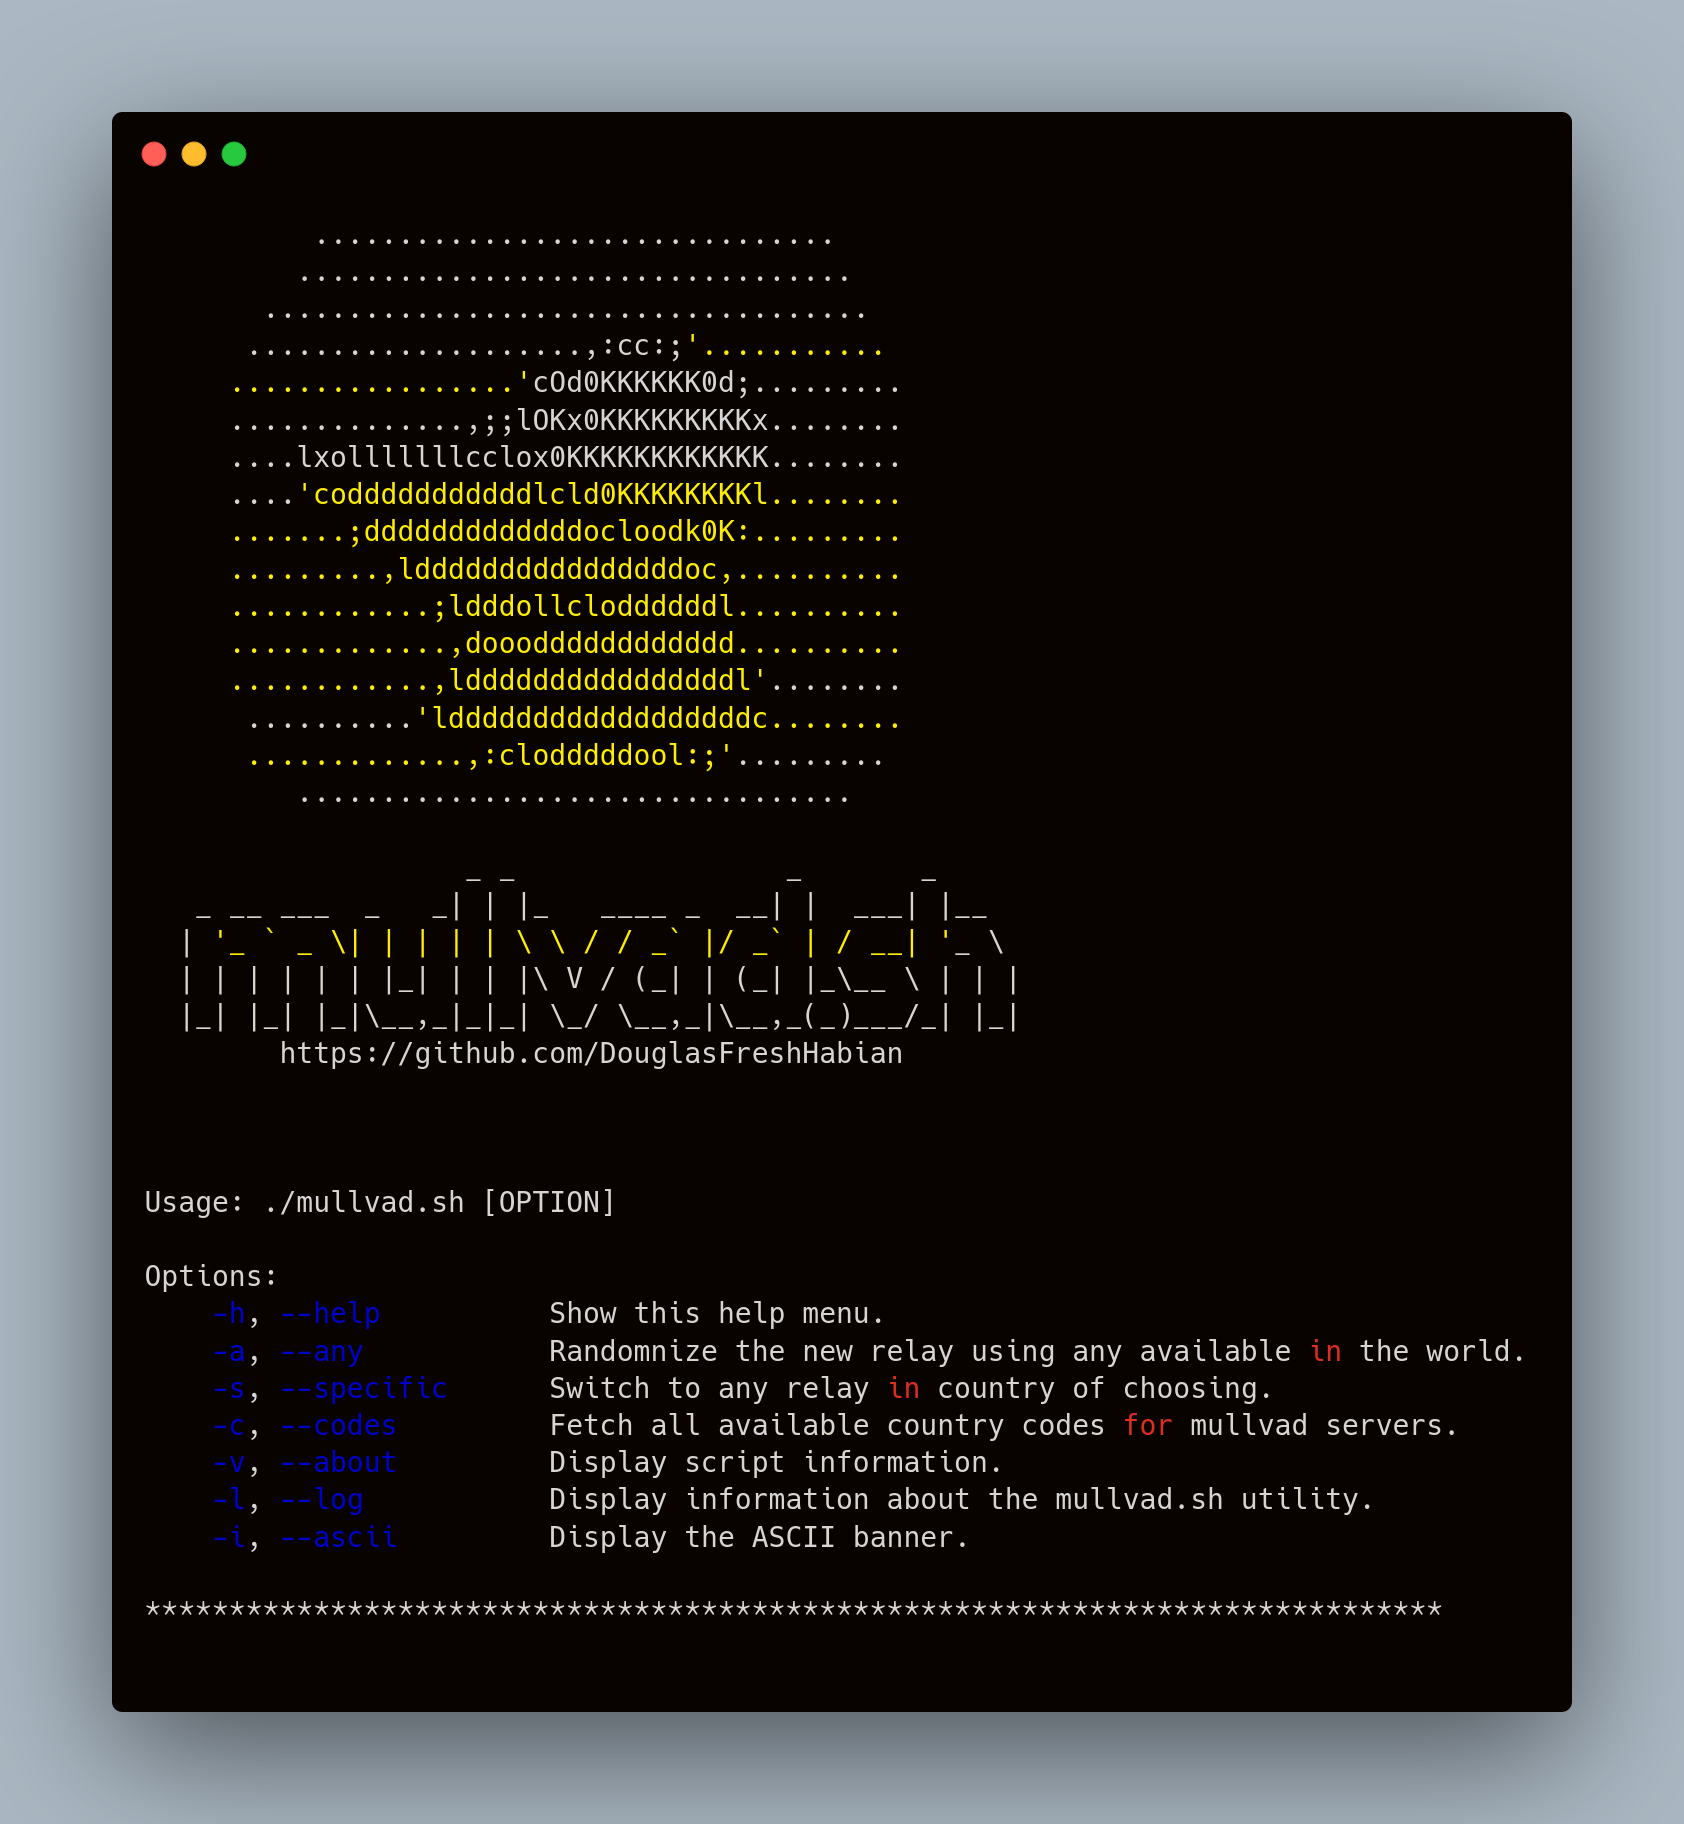 ...............................
          .................................
        ....................................
       ....................,:cc:;'...........
      .................'cOd0KKKKKK0d;.........
      ..............,;;lOKx0KKKKKKKKKx........
      ....lxolllllllcclox0KKKKKKKKKKKK........
      ....'codddddddddddlcld0KKKKKKKKl........
      .......;dddddddddddddocloodk0K:.........
      .........,lddddddddddddddddoc,..........
      ............;ldddollcloddddddl..........
      .............,dooodddddddddddd..........
      ............,lddddddddddddddddl'........
       ..........'ldddddddddddddddddddc........
       .............,:clodddddool:;'.........
          .................................
                    _ _                _       _
    _ __ ___  _   _| | |_   ____ _  __| |  ___| |__
   | '_ ` _ \| | | | | \ \ / / _` |/ _` | / __| '_ \
   | | | | | | |_| | | |\ V / (_| | (_| |_\__ \ | | |
   |_| |_| |_|\__,_|_|_| \_/ \__,_|\__,_(_)___/_| |_|
         https://github.com/DouglasFreshHabian
Usage: ./mullvad.sh [OPTION]
Options:
    -h, --help          Show this help menu.
    -a, --any           Randomnize the new relay using any available in the world.
    -s, --specific      Switch to any relay in country of choosing.
    -c, --codes         Fetch all available country codes for mullvad servers.
    -v, --about         Display script information.
    -l, --log           Display information about the mullvad.sh utility.
    -i, --ascii         Display the ASCII banner.
*****************************************************************************